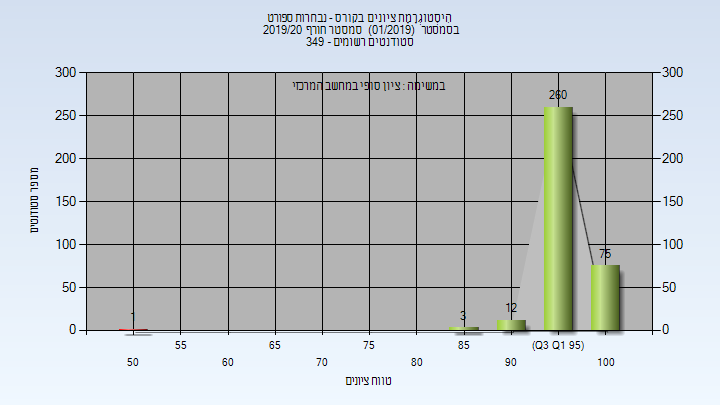 היסטוגרמת ציונים בקורס - נבחרות ספורט
בסמסטר (01/2019) סמסטר חורף 2019/20
סטודנטים רשומים - 349
במשימה : ציון סופי במחשב המרכזי
300 300
250 250
200 200
150 150
100 100
50 50
0 0
מספר סטודנטים
1 3 12 260 75
55 65 75 85 (Q3 Q1 95)
50 60 70 80 90 100
טווח ציונים